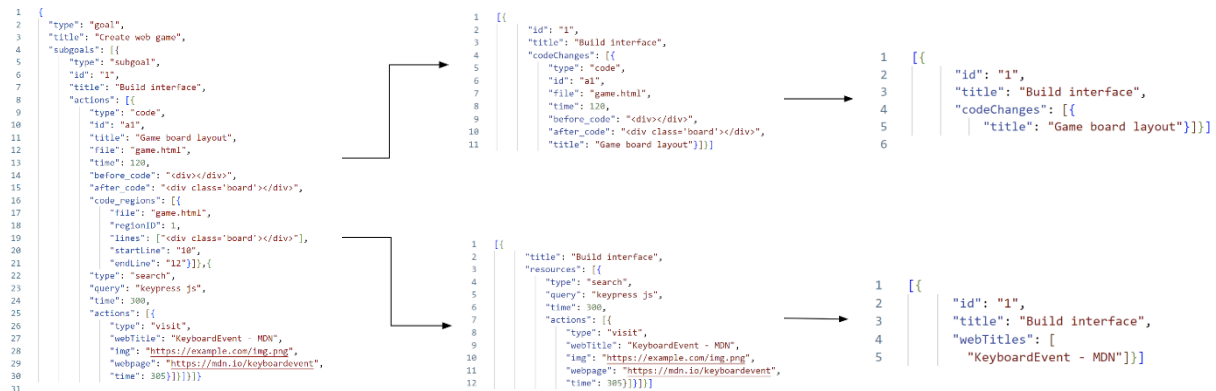 1 {
2 "type": "goal",
3 "title": "Create web game",
4 "subgoals": [{
5 "type": "subgoal",
6 "id": "1",
7 "title": "Build interface",
8 "actions": [{
9 "type": "code",
10 "id": "a1",
11 "title": "Game board layout",
12 "file": "game.html",
13 "time": 120,
14 "before_code": "<div></div>",
15 "after_code": "<div class='board'></div>",
16 "code_regions": [{
17 "file": "game.html",
18 "regionID": 1,
19 "lines": ["<div class='board'></div>"],
20 "startLine": "10",
21 "endLine": "12"}]},{
22 "type": "search",
23 "query": "keypress js",
24 "time": 300,
25 "actions": [{
26 "type": "visit",
27 "webTitle": "KeyboardEvent - MDN",
28 "img": "https://example.com/img.png",
29 "webpage": "https://mdn.io/keyboardevent",
30 "time": 305}]}]}]}
31
1 [{
2 "id": "1",
3 "title": "Build interface",
4 "codeChanges": [{
5 "type": "code",
6 "id": "a1",
7 "file": "game.html",
8 "time": 120,
9 "before_code": "<div></div>",
10 "after_code": "<div class='board'></div>",
11 "title": "Game board layout"}]}]
1 [{
2 "id": "1",
3 "title": "Build interface",
4 "codeChanges": [{
5 "title": "Game board layout"}]}]
6
1 [{
2 "title": "Build interface",
3 "resources": [{
4 "type": "search",
5 "query": "keypress js",
6 "time": 300,
7 "actions": [{
8 "type": "visit",
9 "webTitle": "KeyboardEvent - MDN",
10 "img": "https://example.com/img.png",
11 "webpage": "https://mdn.io/keyboardevent",
12 "time": 305}]}]}]
1 [{
2 "id": "1",
3 "title": "Build interface",
4 "webTitles": [
5 "KeyboardEvent - MDN"]}]